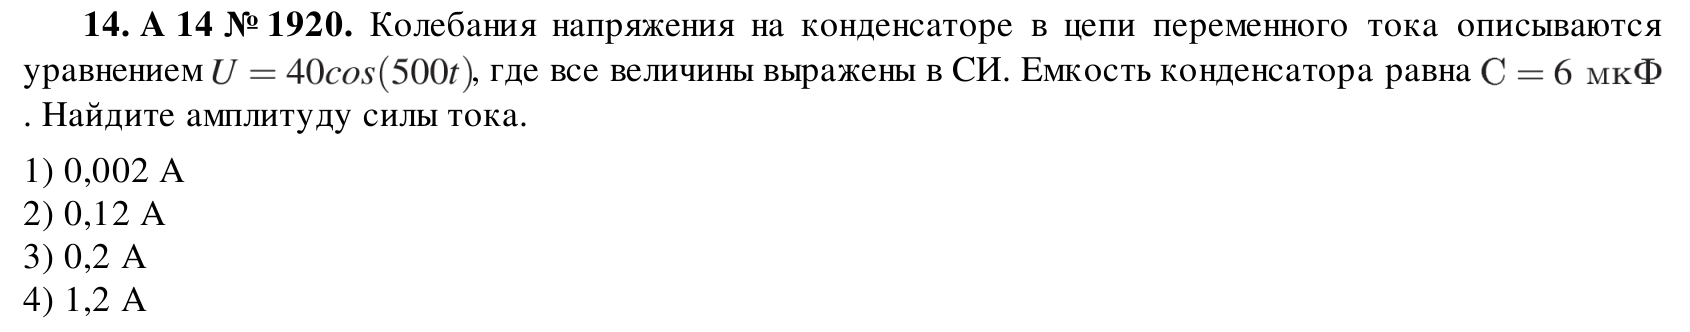 14. А 14 № 1920. Колебания напряжения на конденсаторе в цепи переменного тока описываются
уравнением U = 40cos(500t), где все величины выражены в СИ. Емкость конденсатора равна C = 6 мкФ
. Найдите амплитуду силы тока.
1) 0,002 А
2) 0,12 А
3) 0,2 А
4) 1,2 А